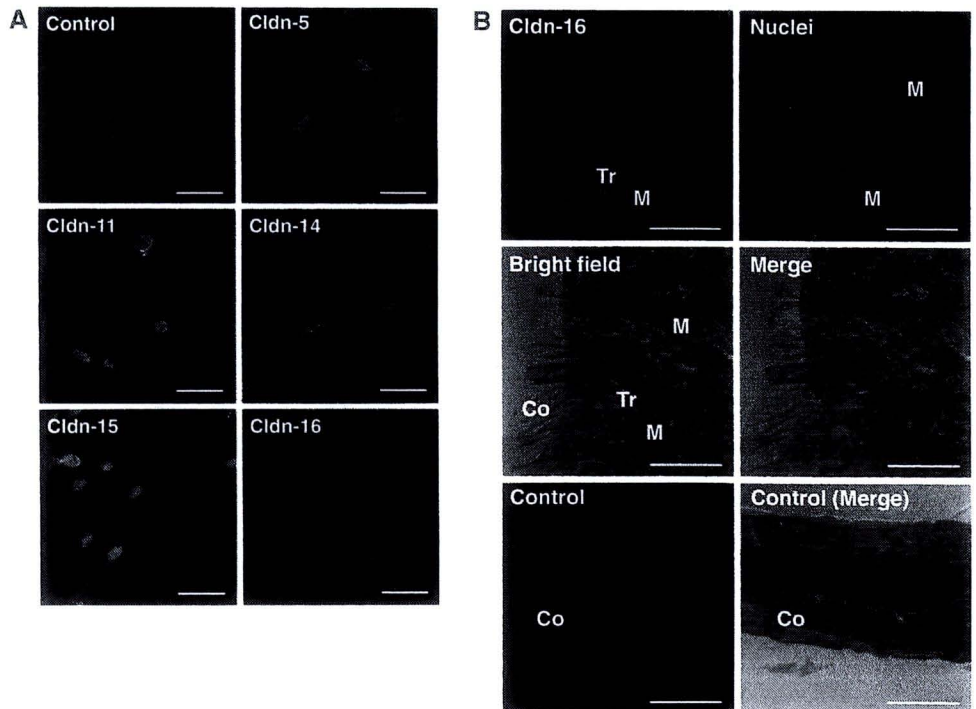 A
Control
Cldn-5
Cldn-11
Cldn-14
Cldn-15
Cldn-16
B
Cldn-16
Tr
M
Nuclei
M
M
Bright field
M
Tr
Co
M
Merge
Control
Co
Control (Merge)
Co